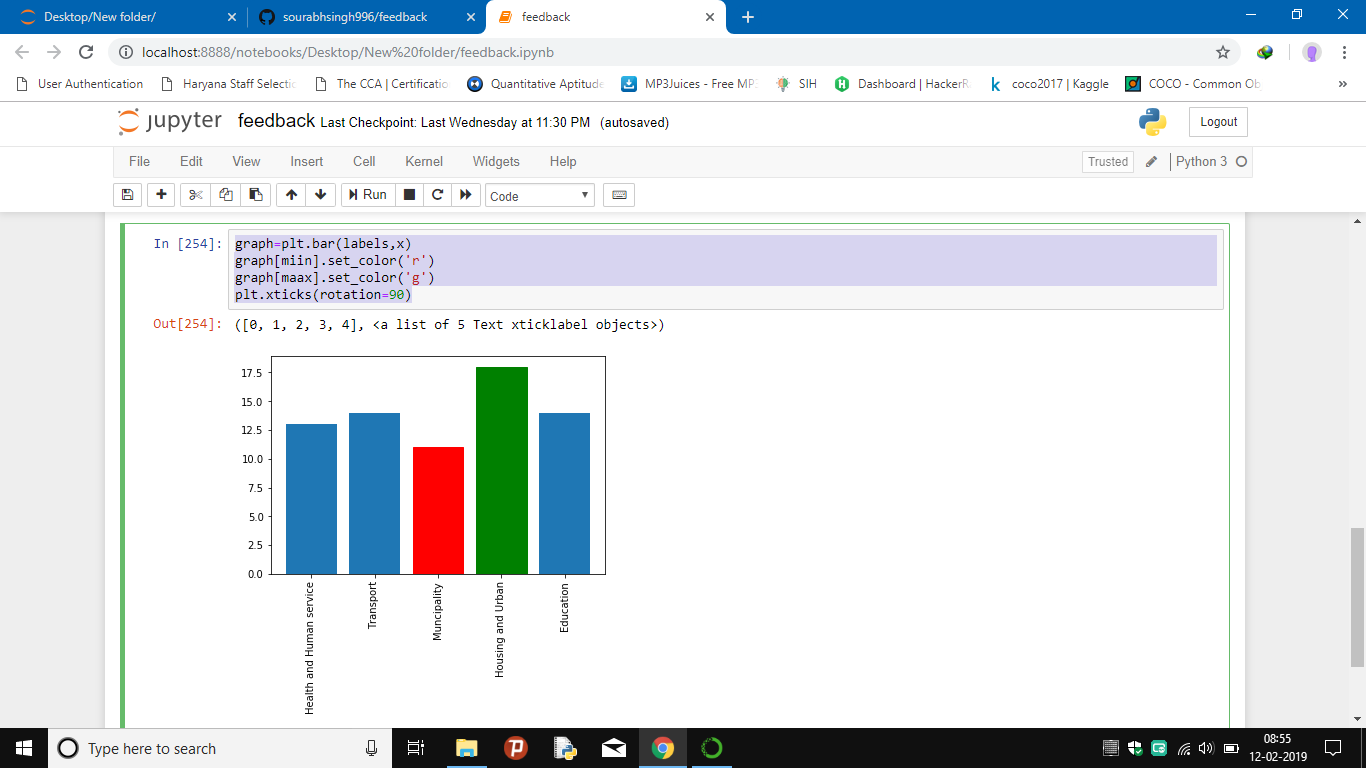 Desktop/New folder/
sourabhsingh996/feedback
feedback
localhost:8888/notebooks/Desktop/New%20folder/feedback.ipynb
User Authentication
Haryana Staff Selectic
The CCA | Certificatio
Quantitative Aptitude
MP3Juices - Free MP
SIH
Dashboard | HackerR
coco2017 | Kaggle
COCO - Common Ob
jupyter feedback Last Checkpoint: Last Wednesday at 11:30 PM (autosaved)
Logout
File Edit View Insert Cell Kernel Widgets Help
Trusted
Python 3
Run
Code
In [254]: graph=plt.bar(labels,x)
graph[miin].set_color('r')
graph[maax].set_color('g')
plt.xticks(rotation=90)
Out[254]: ([0, 1, 2, 3, 4], <a list of 5 Text xticklabel objects>)
17.5
15.0
12.5
10.0
7.5
5.0
2.5
0.0
Health and Human service
Transport
Muncipality
Housing and Urban
Education
Type here to search
08:55
12-02-2019